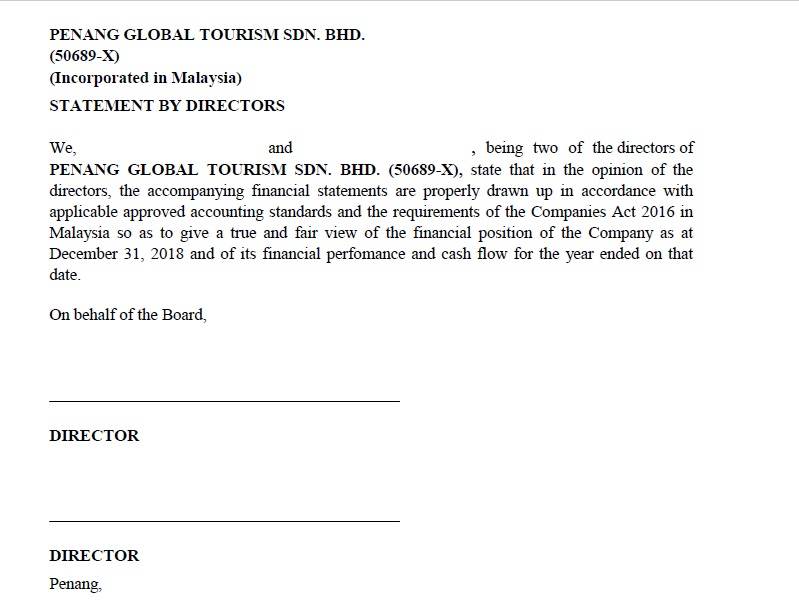 PENANG GLOBAL TOURISM SDN. BHD.
(50689-X)
(Incorporated in Malaysia)
STATEMENT BY DIRECTORS
We, and , being two of the directors of
PENANG GLOBAL TOURISM SDN. BHD. (50689-X), state that in the opinion of the
directors, the accompanying financial statements are properly drawn up in accordance with
applicable approved accounting standards and the requirements of the Companies Act 2016 in
Malaysia so as to give a true and fair view of the financial position of the Company as at
December 31, 2018 and of its financial perfomance and cash flow for the year ended on that
date.
On behalf of the Board,
DIRECTOR
DIRECTOR
Penang,